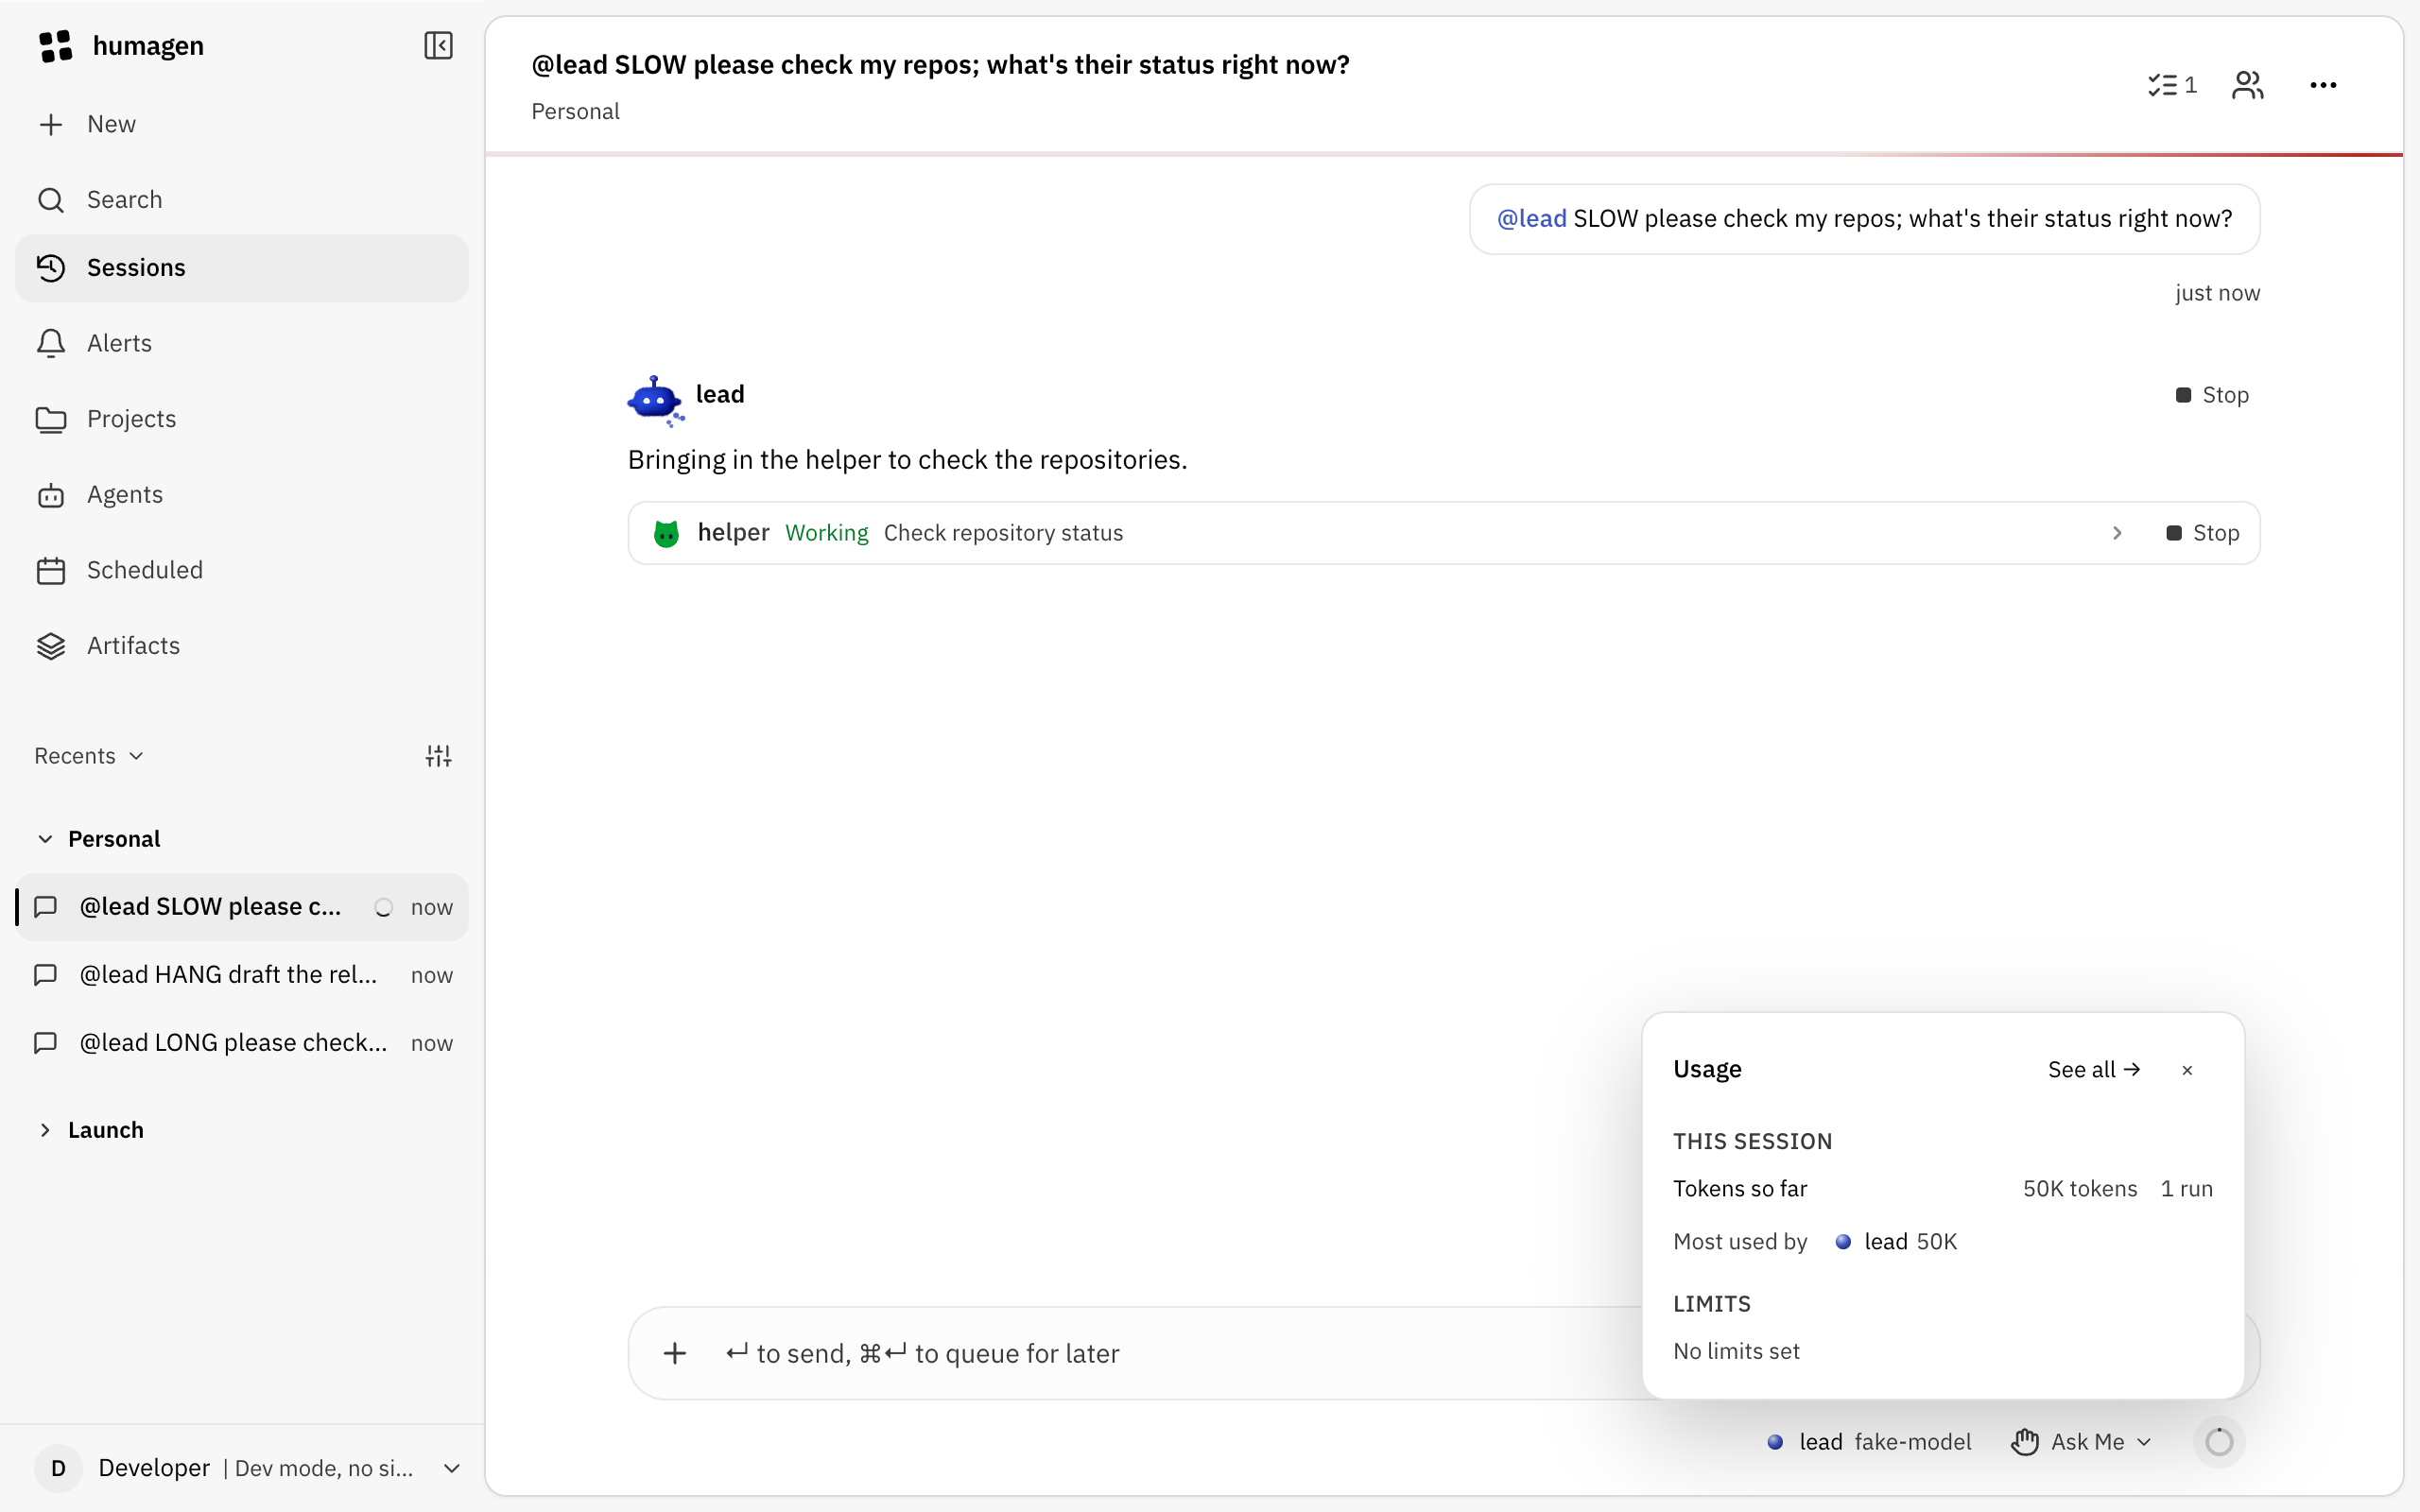 humagen
New
Search
Sessions
Alerts
Projects
Agents
Scheduled
Artifacts
Recents
Personal
@lead SLOW please c... now
@lead HANG draft the rel... now
@lead LONG please check... now
Launch
D Developer | Dev mode, no si...
@lead SLOW please check my repos; what's their status right now?
Personal
1
@lead SLOW please check my repos; what's their status right now?
just now
lead Stop
Bringing in the helper to check the repositories.
helper Working Check repository status Stop
Usage See all → ×
THIS SESSION
Tokens so far 50K tokens 1 run
Most used by lead 50K
LIMITS
No limits set
↵ to send, ⌘↵ to queue for later
lead fake-model Ask Me